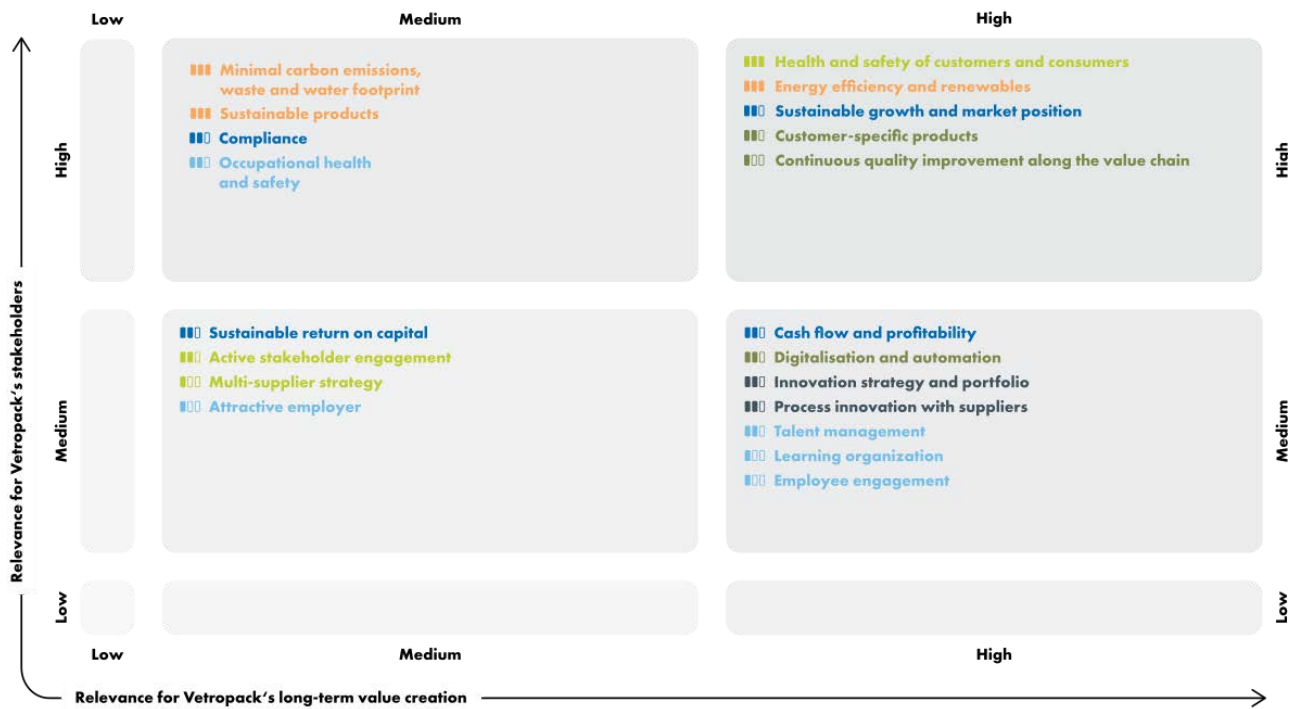 Low
Medium
High
High
Minimal carbon emissions,
waste and water footprint
Sustainable products
Compliance
Occupational health
and safety
Health and safety of customers and consumers
Energy efficiency and renewables
Sustainable growth and market position
Customer-specific products
Continuous quality improvement along the value chain
High
Relevance for Vetropack‘s stakeholders
Medium
Sustainable return on capital
Active stakeholder engagement
Multi-supplier strategy
Attractive employer
Cash flow and profitability
Digitalisation and automation
Innovation strategy and portfolio
Process innovation with suppliers
Talent management
Learning organization
Employee engagement
Medium
Low
Low
Low
Medium
High
Relevance for Vetropack‘s long-term value creation